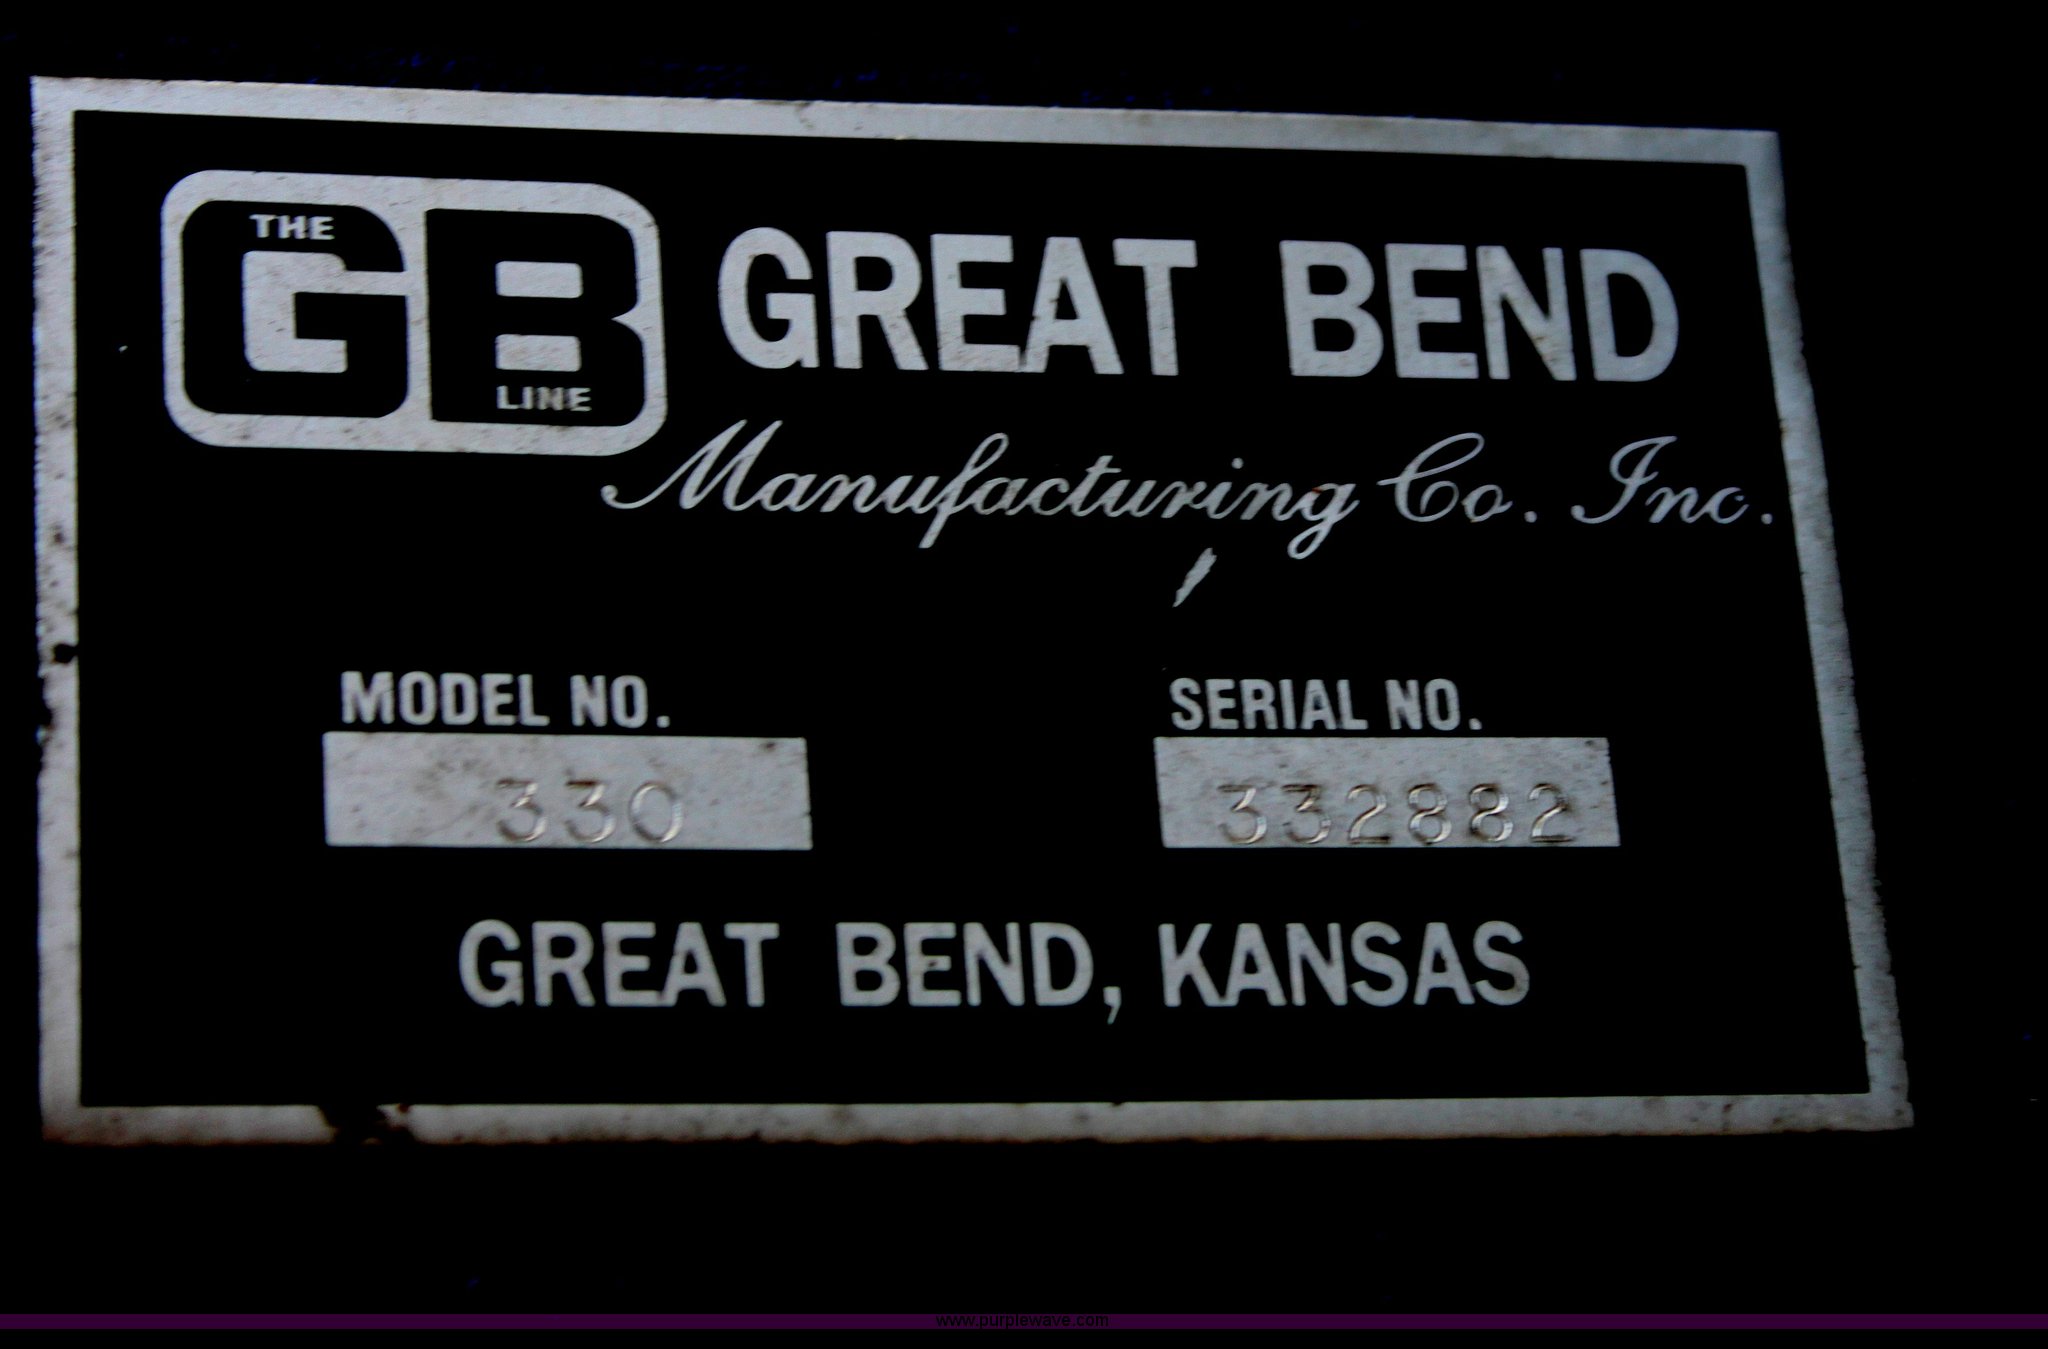 THE
GB
LINE
GREAT BEND
Manufacturing Co. Inc.
MODEL NO.
330
SERIAL NO.
332882
GREAT BEND, KANSAS
www.purplewave.com